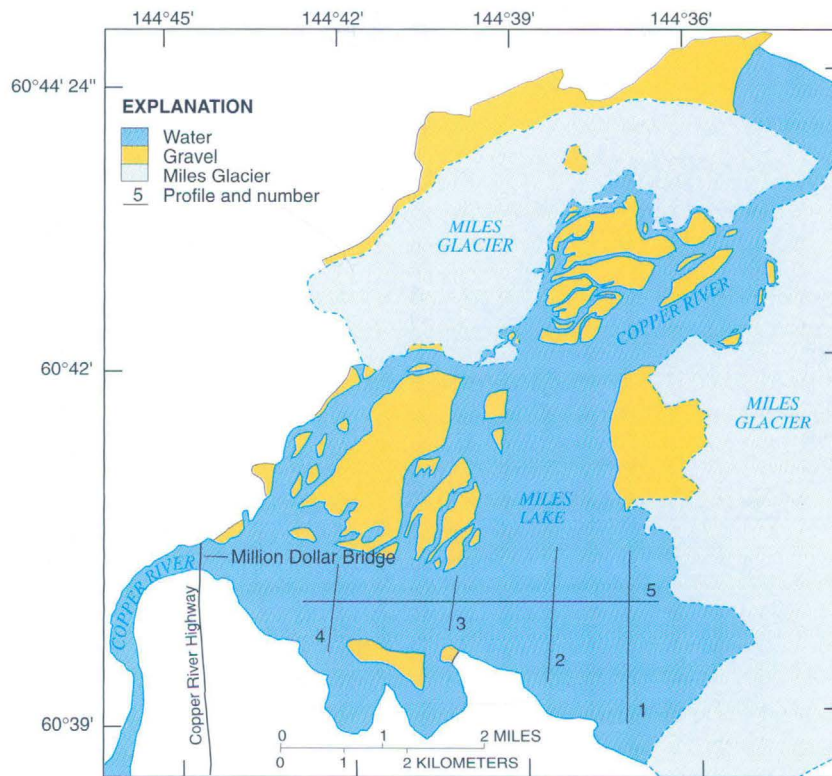 144°45' 144°42' 144°39' 144°36'
60°44' 24"
EXPLANATION
Water
Gravel
Miles Glacier
5 Profile and number
MILES
GLACIER
COPPER RIVER
60°42'
MILES
GLACIER
MILES
LAKE
Million Dollar Bridge
COPPER RIVER
Copper River Highway
5
4
3
2
1
60°39'
0 1 2 MILES
0 1 2 KILOMETERS